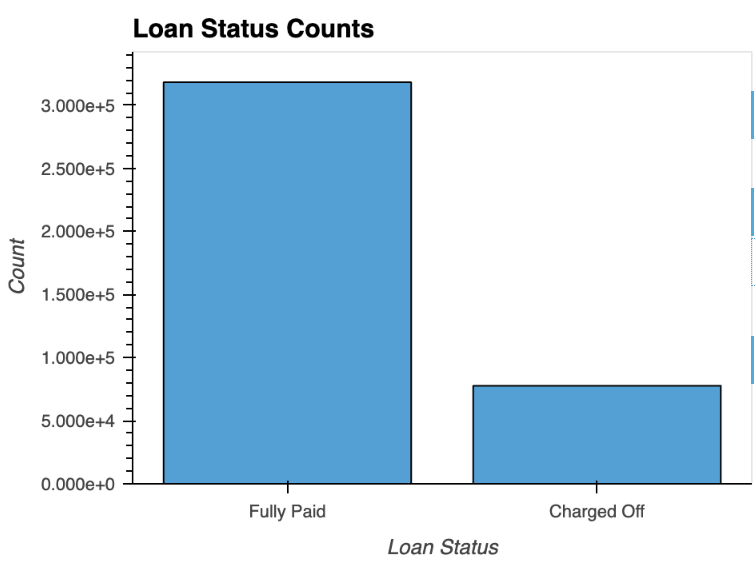 Loan Status Counts
3.000e+5
2.500e+5
2.000e+5
1.500e+5
1.000e+5
5.000e+4
0.000e+0
Count
Fully Paid
Charged Off
Loan Status